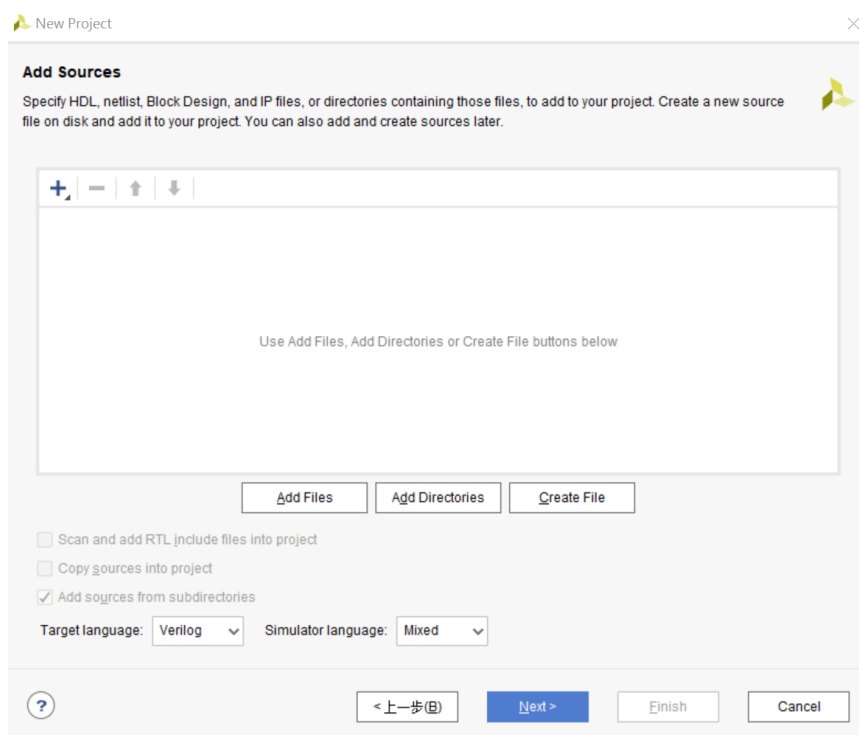 New Project
Add Sources
Specify HDL, netlist, Block Design, and IP files, or directories containing those files, to add to your project. Create a new source
file on disk and add it to your project. You can also add and create sources later.
Use Add Files, Add Directories or Create File buttons below
Add Files Add Directories Create File
Scan and add RTL include files into project
Copy sources into project
Add sources from subdirectories
Target language: Verilog Simulator language: Mixed
? <上一步(B) Next > Finish Cancel